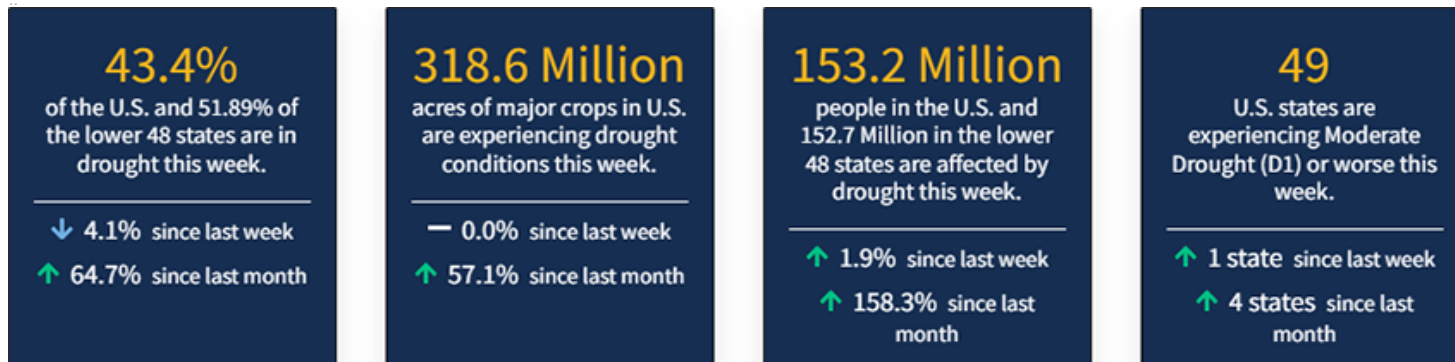 43.4%
of the U.S. and 51.89% of
the lower 48 states are in
drought this week.
4.1% since last week
64.7% since last month
318.6 Million
acres of major crops in U.S.
are experiencing drought
conditions this week.
0.0% since last week
57.1% since last month
153.2 Million
people in the U.S. and
152.7 Million in the lower
48 states are affected by
drought this week.
1.9% since last week
158.3% since last
month
49
U.S. states are
experiencing Moderate
Drought (D1) or worse this
week.
1 state since last week
4 states since last
month